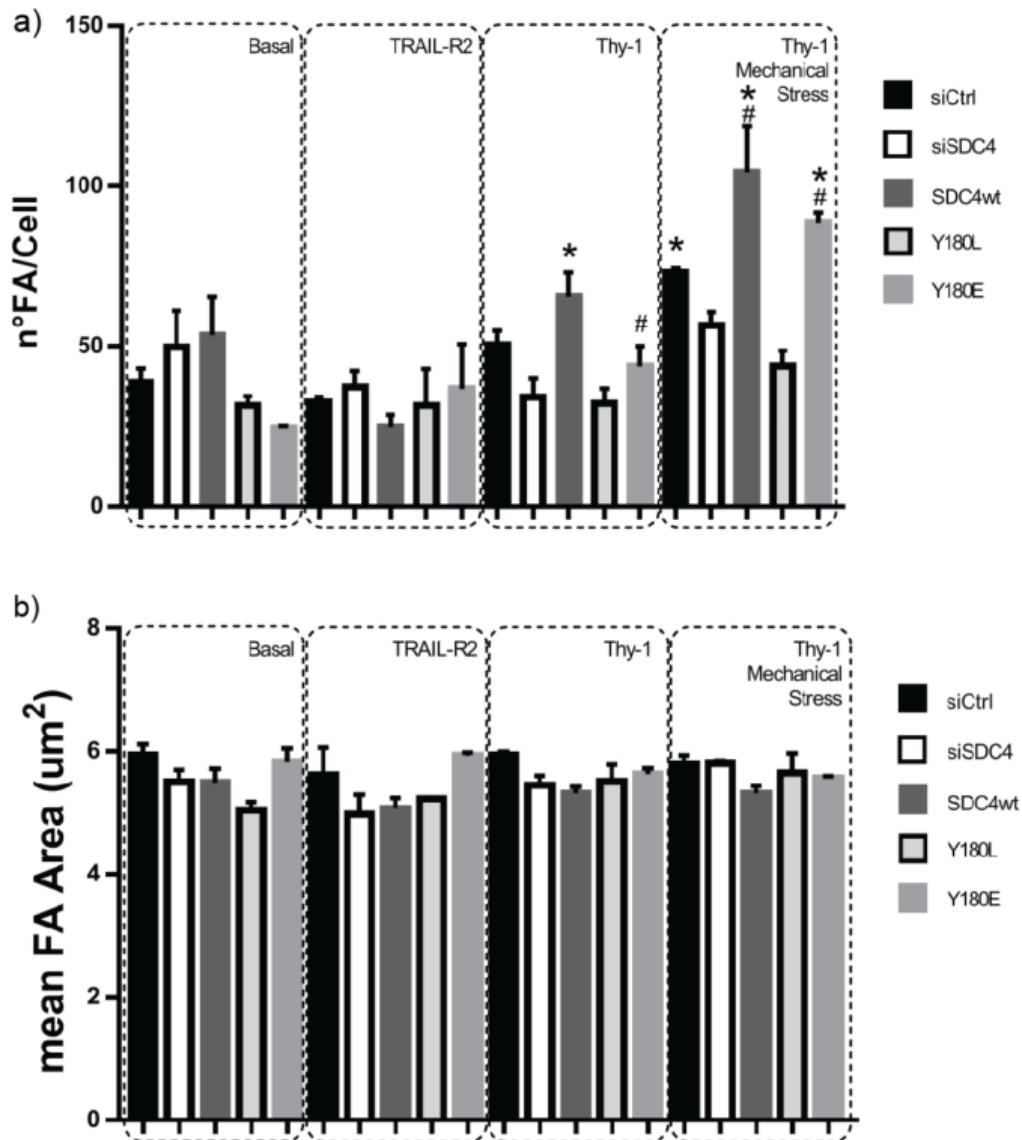 a)
n°FA/Cell
150
100
50
0
Basal
TRAIL-R2
Thy-1
Thy-1
Mechanical
Stress
*
#
*
*
#
*
#
siCtrl
siSDC4
SDC4wt
Y180L
Y180E
b)
mean FA Area (um²)
8
6
4
2
0
Basal
TRAIL-R2
Thy-1
Thy-1
Mechanical
Stress
siCtrl
siSDC4
SDC4wt
Y180L
Y180E